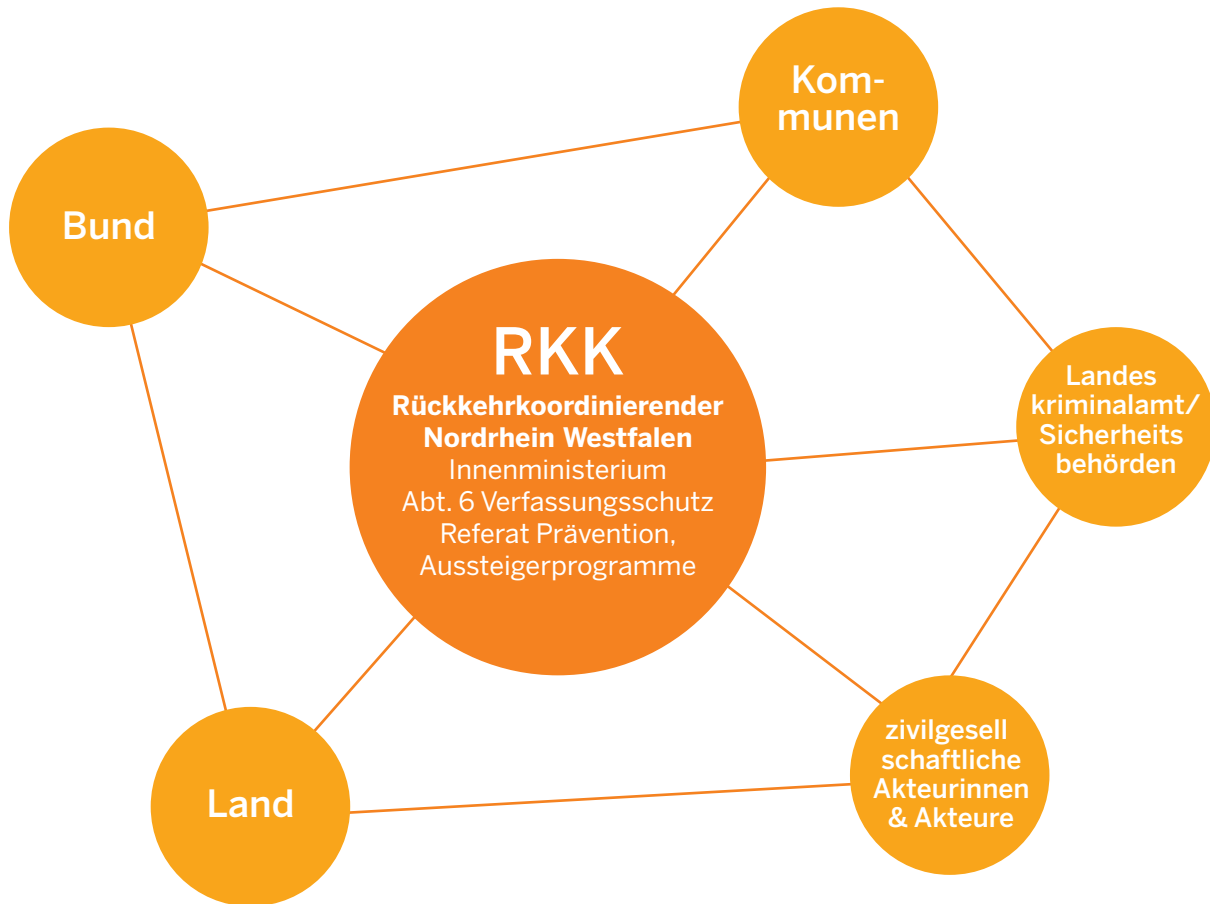 Kom-
munen
Bund
RKK
Rückkehrkoordinierender
Nordrhein Westfalen
Innenministerium
Abt. 6 Verfassungsschutz
Referat Prävention,
Aussteigerprogramme
Landes
kriminalamt/
Sicherheits
behörden
zivilgesell
schaftliche
Akteurinnen
& Akteure
Land